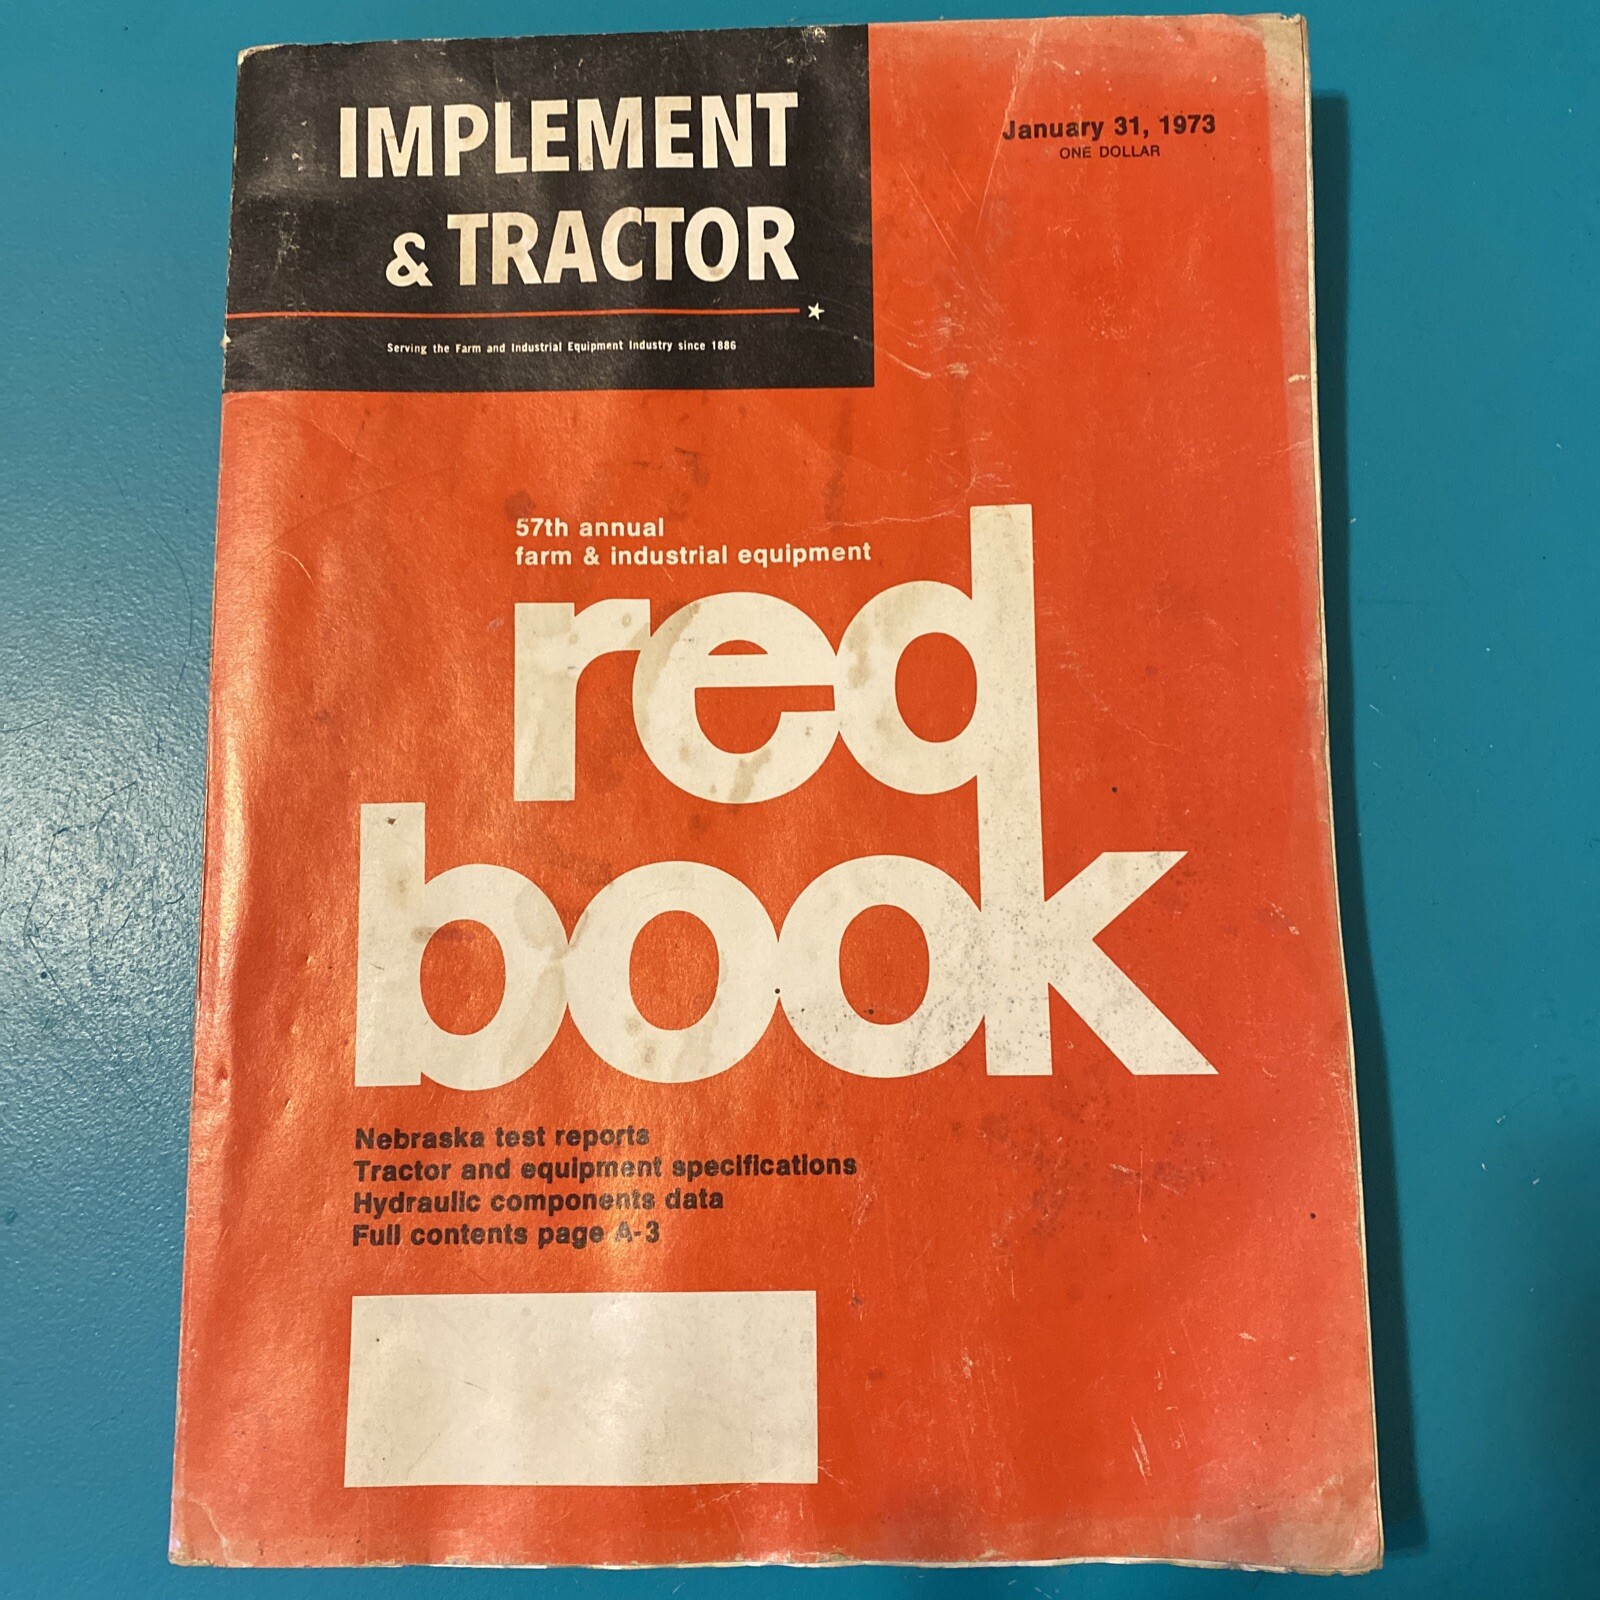 IMPLEMENT
& TRACTOR
Serving the Farm and Industrial Equipment Industry since 1886
January 31, 1973
ONE DOLLAR
57th annual
farm & industrial equipment
red
book
Nebraska test reports
Tractor and equipment specifications
Hydraulic components data
Full contents page A-3